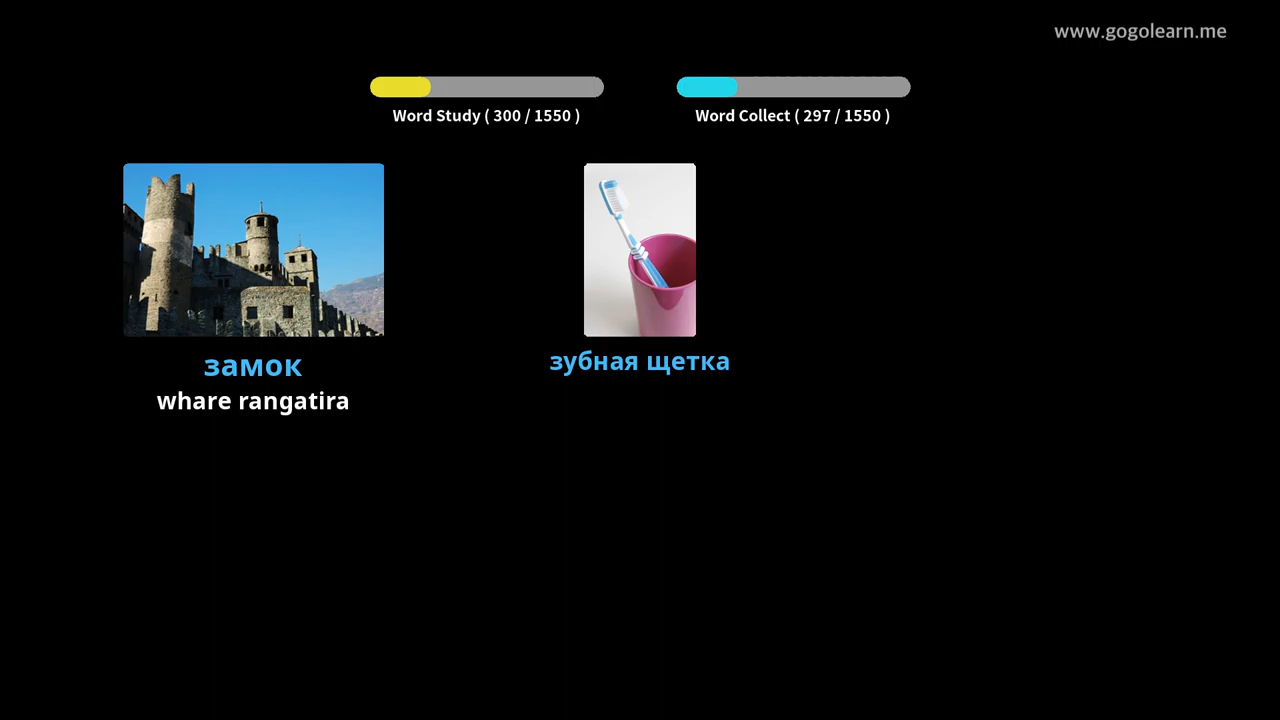 www.gogolearn.me
Word Study ( 300 / 1550 )
Word Collect ( 297 / 1550 )
замок
whare rangatira
зубная щетка